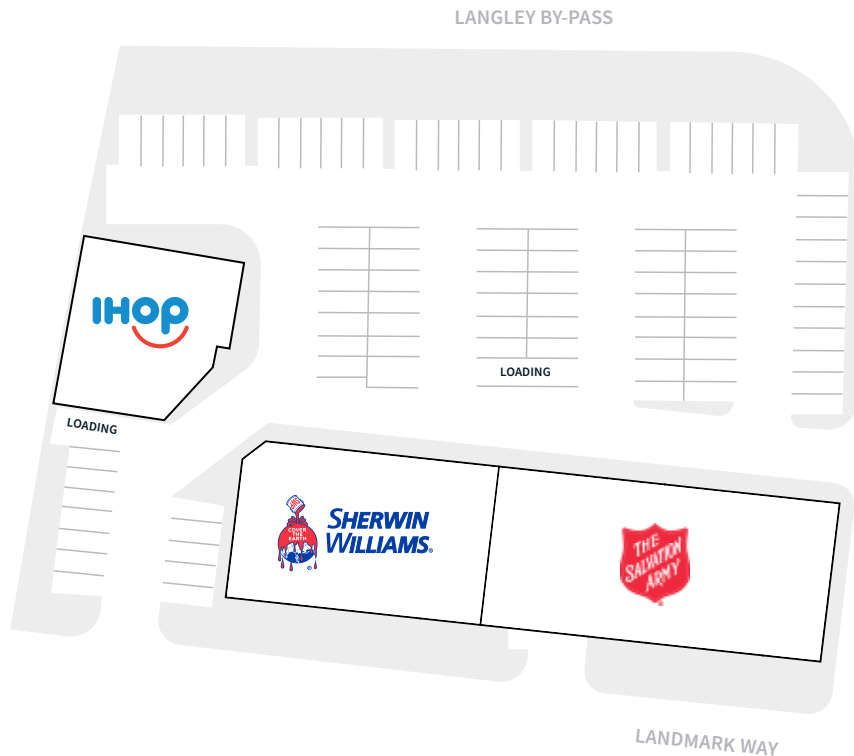 LANGLEY BY-PASS
IHOP
LOADING
LOADING
COVER
THE
EARTH
SHERWIN
WILLIAMS®
THE
SALVATION
ARMY
LANDMARK WAY